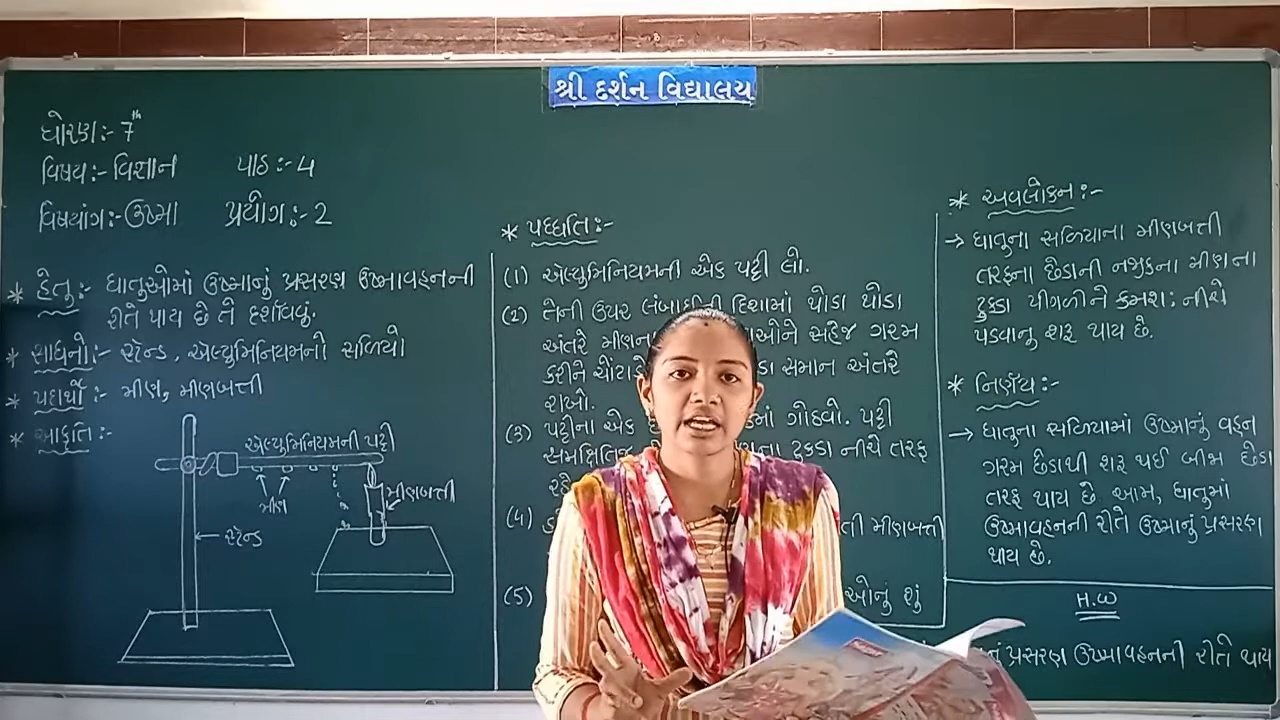 શ્રી દર્શન વિદ્યાલય
ધોરણ:- 7th
વિષય:- વિજ્ઞાન પાઠ:- 4
વિષયાંગ:- ઉષ્મા પ્રયોગ:- 2
* હેતુ:- ધાતુઓમાં ઉષ્માનું પ્રસરણ ઉષ્માવહનની
રીતે થાય છે તે દર્શાવવું.
* સાધનો:- સ્ટેન્ડ, એલ્યુમિનિયમનો સળિયો
* પદાર્થો:- મીણ, મીણબત્તી
* આકૃતિ:-
એલ્યુમિનિયમની પટ્ટી
મીણ
મીણબત્તી
સ્ટેન્ડ
* પધ્ધતિ:-
(1) એલ્યુમિનિયમની એક પટ્ટી લો.
(2) તેની ઉપર લંબાઈની દિશામાં થોડા થોડા
અંતરે મીણના ઓને સહેજ ગરમ
કરીને ચોંટાડો સમાન અંતરે
રાખો.
(3) પટ્ટીના એક ગોઠવો. પટ્ટી
ટુકડા નીચે તરફ
(4) મીણબત્તી
(5) શું
* અવલોકન:-
→ ધાતુના સળિયાના મીણબત્તી
તરફના છેડાની નજીકના મીણના
ટુકડા પીગળીને ક્રમશ: નીચે
પડવાનુ શરૂ થાય છે.
* નિર્ણય:-
→ ધાતુના સળિયામાં ઉષ્માનું વહન
ગરમ છેડાથી શરૂ થઈ બીજા છેડા
તરફ થાય છે આમ, ધાતુમાં
ઉષ્માવહનની રીતે ઉષ્માનું પ્રસરણ
થાય છે.
H.W
પ્રસરણ ઉષ્માવહનની રીતે થાય